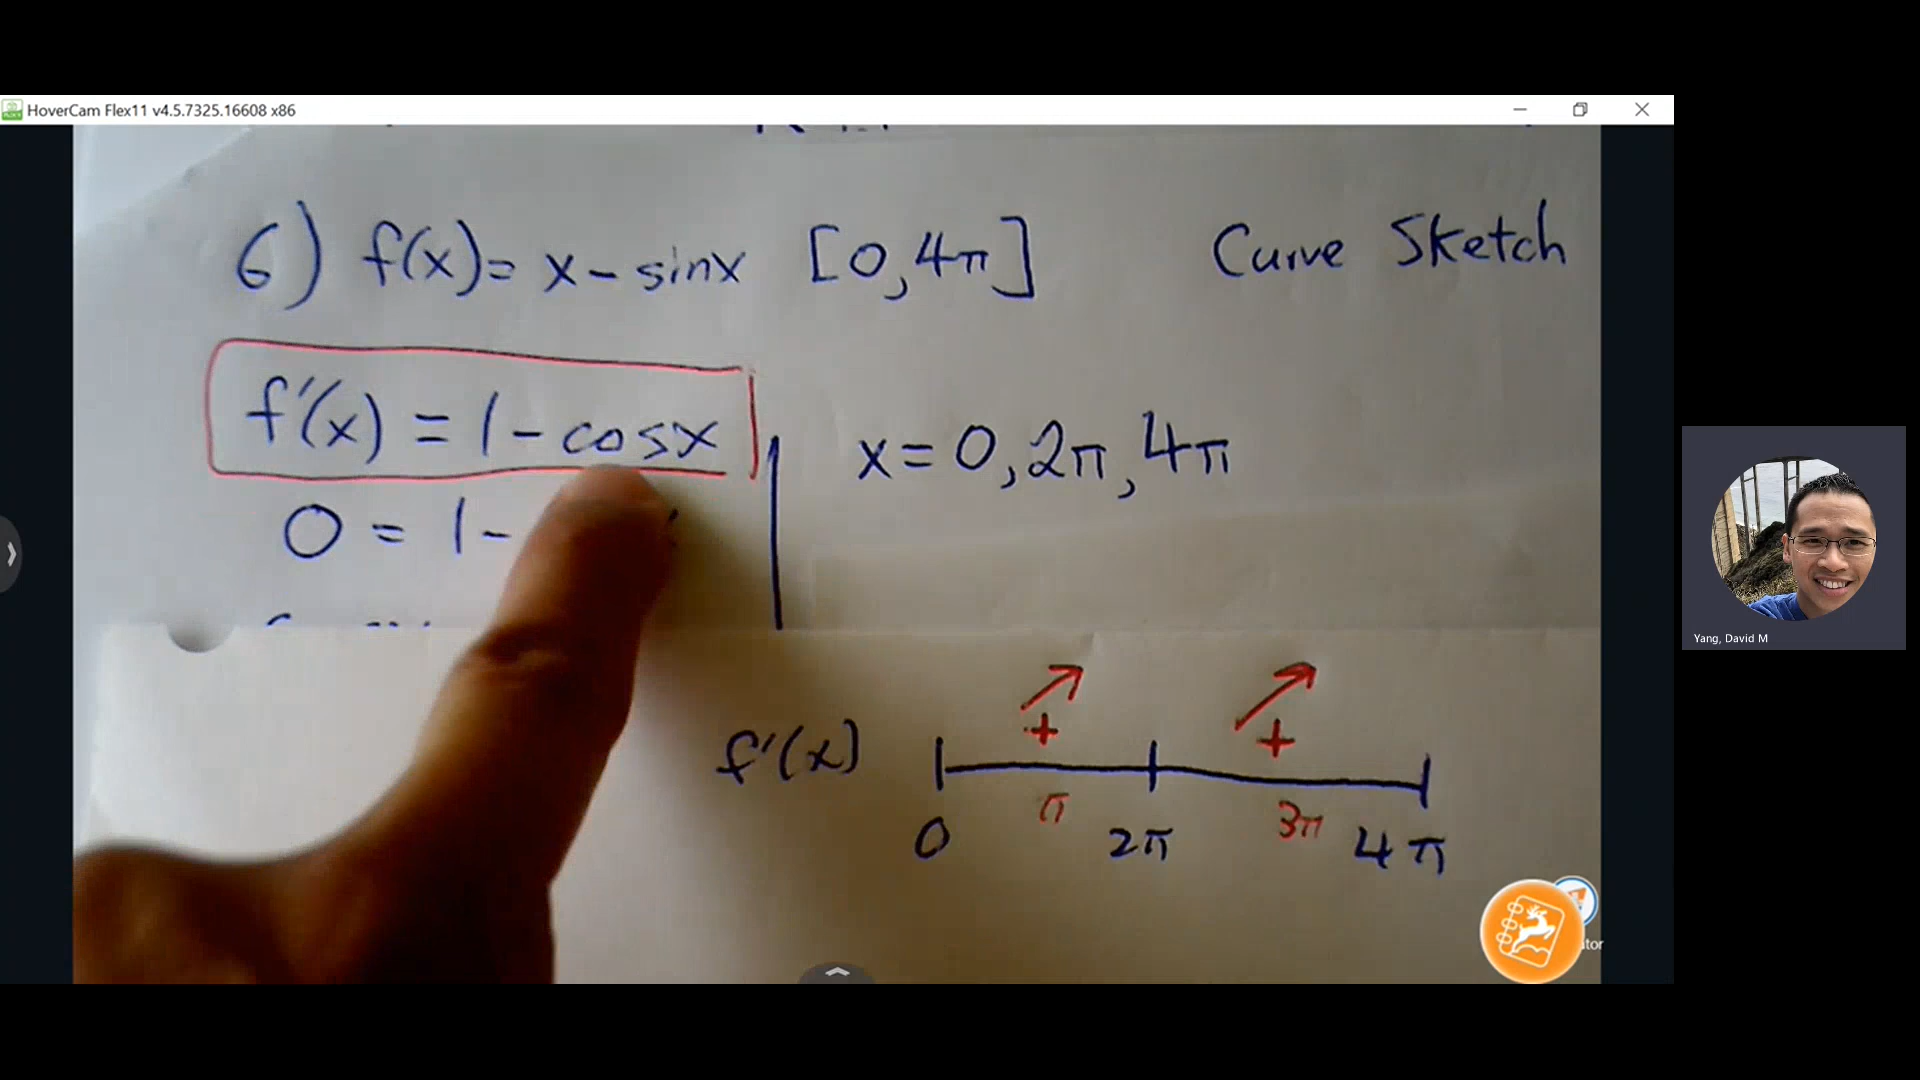 HoverCam Flex11 v4.5.7325.16608 x86
6) f(x)= x - sinx [0,4π] Curve Sketch
f'(x) = 1 - cosx
x = 0, 2π, 4π
0 = 1 -
f'(x)
+ +
π 3π
0 2π 4π
Yang, David M